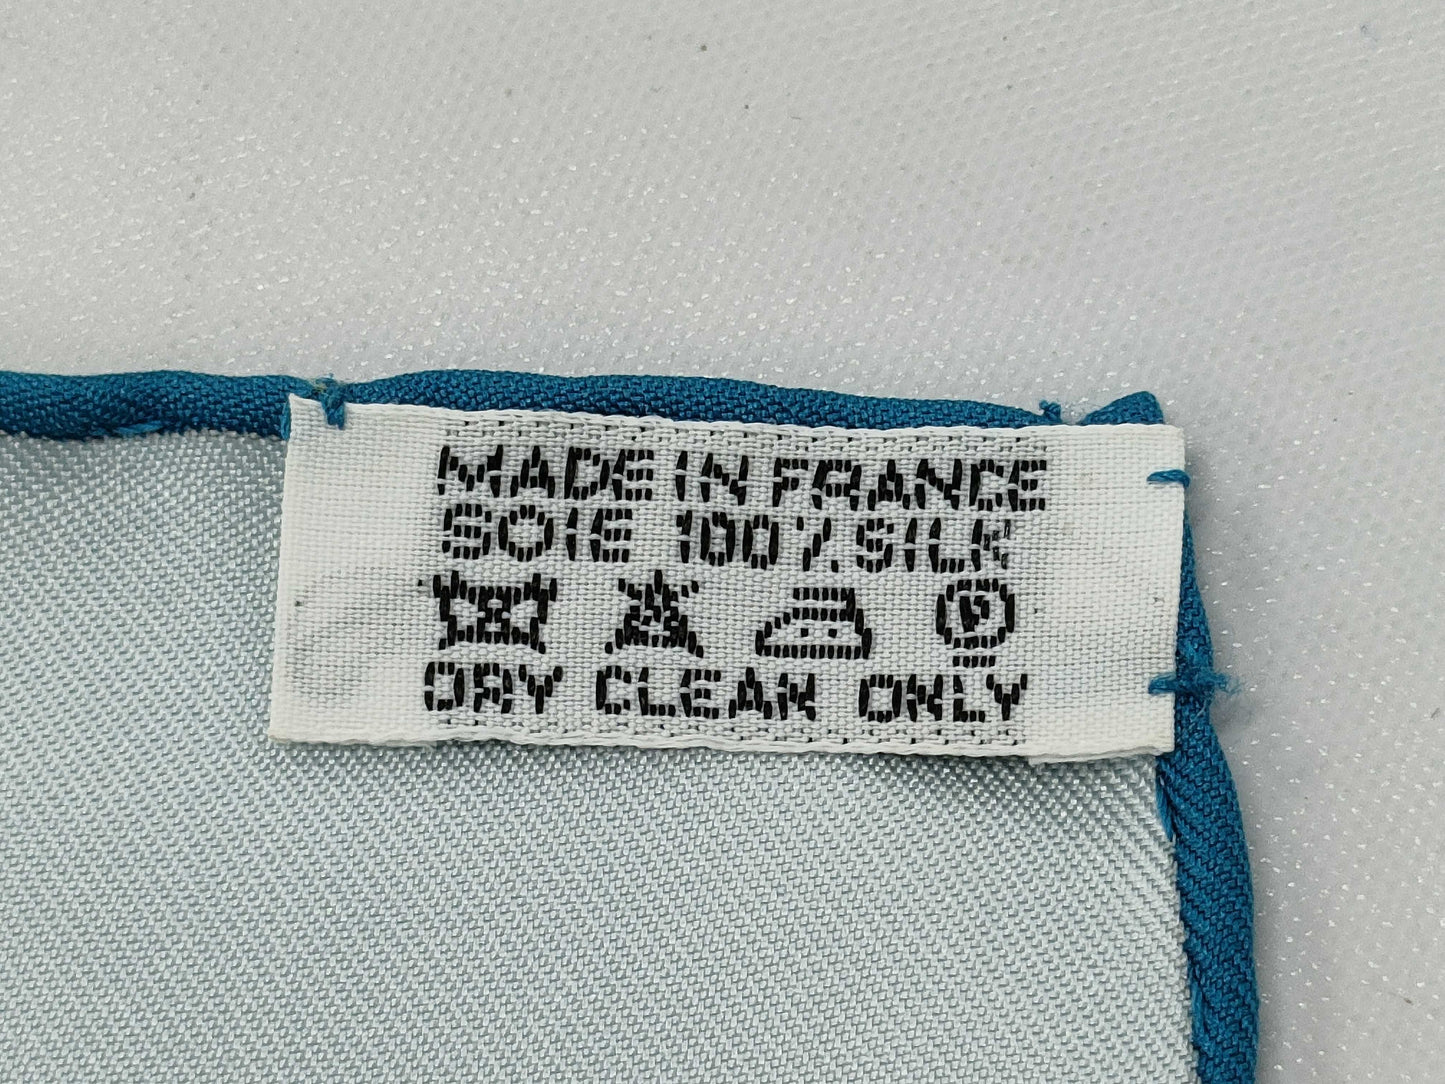 MADE IN FRANCE
SOIE 100% SILK
P
DRY CLEAN ONLY